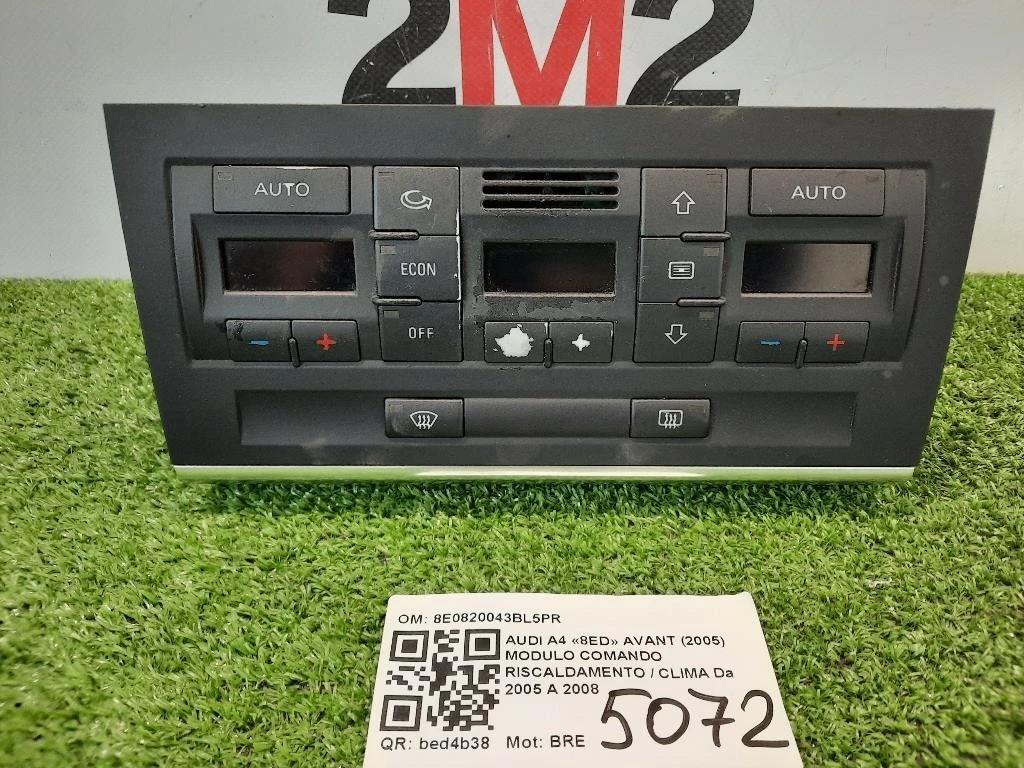 2M2
AUTO
AUTO
ECON
OFF
OM: 8E0820043BL5PR
AUDI A4 «8ED» AVANT (2005)
MODULO COMANDO
RISCALDAMENTO / CLIMA Da
2005 A 2008
5072
QR: bed4b38 Mot: BRE